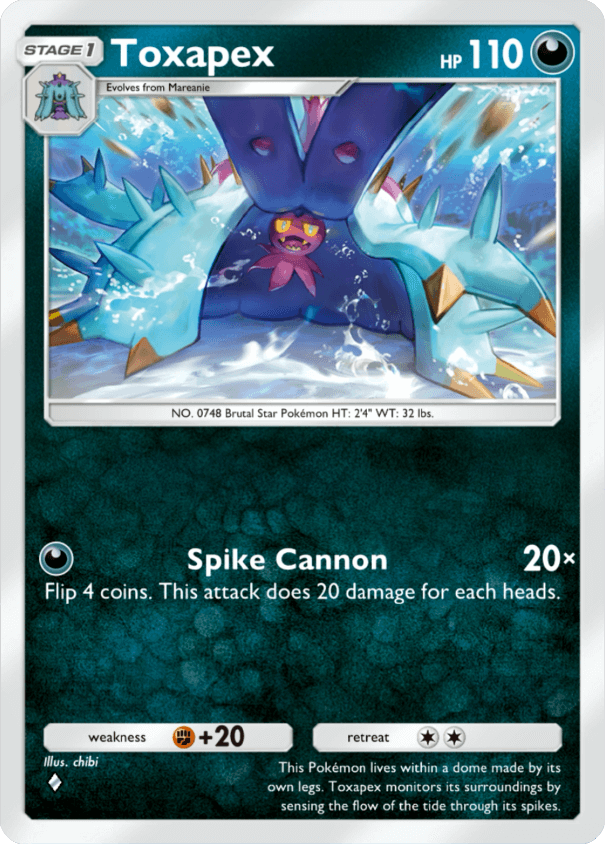 STAGE 1 Toxapex HP 110
Evolves from Mareanie
NO. 0748 Brutal Star Pokémon HT: 2'4" WT: 32 lbs.
Spike Cannon 20×
Flip 4 coins. This attack does 20 damage for each heads.
weakness +20 retreat
Illus. chibi
This Pokémon lives within a dome made by its
own legs. Toxapex monitors its surroundings by
sensing the flow of the tide through its spikes.